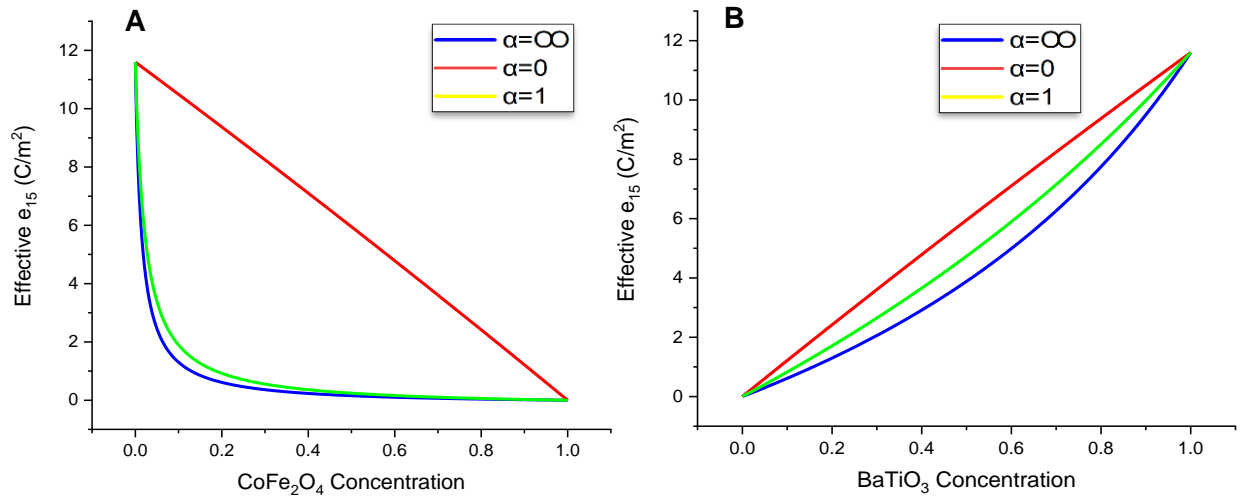 A
α=∞
α=0
α=1
Effective e₁₅ (C/m²)
12
10
8
6
4
2
0
0.0 0.2 0.4 0.6 0.8 1.0
CoFe₂O₄ Concentration
B
α=∞
α=0
α=1
Effective e₁₅ (C/m²)
12
10
8
6
4
2
0
0.0 0.2 0.4 0.6 0.8 1.0
BaTiO₃ Concentration